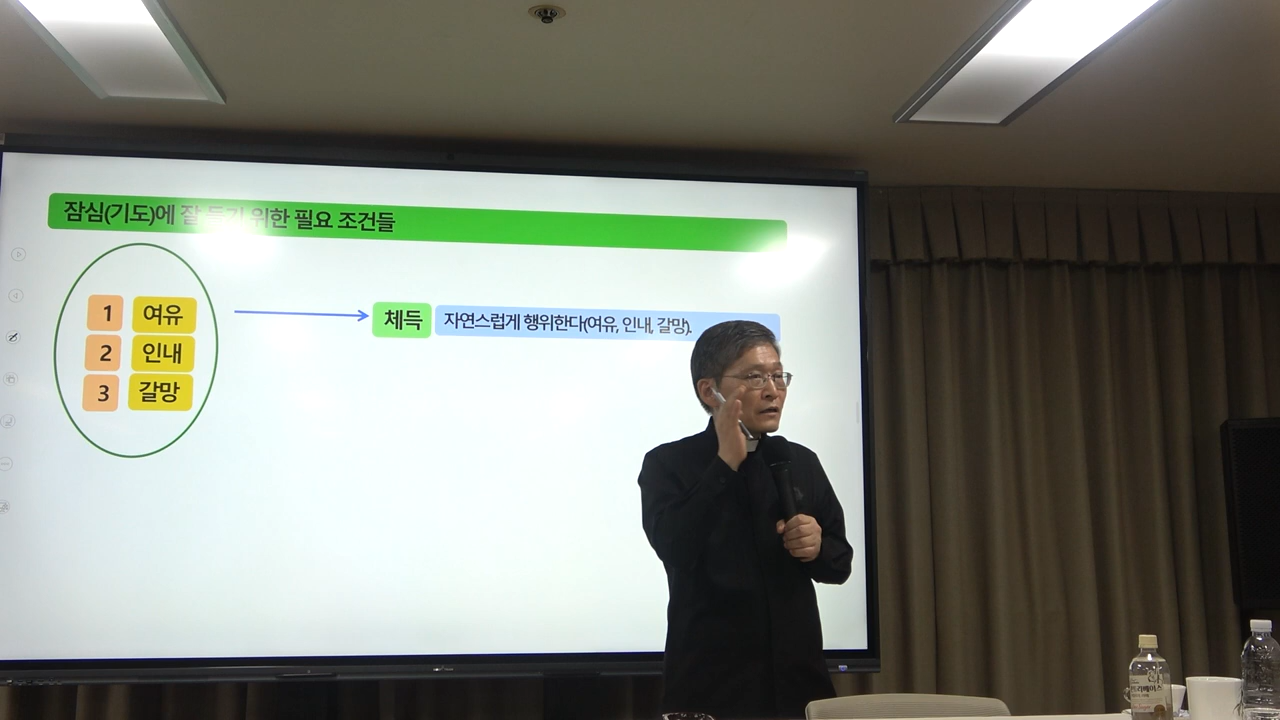 잠심(기도)에 잘 듣기 위한 필요 조건들
1 여유
2 인내
3 갈망
체득 자연스럽게 행위한다(여유, 인내, 갈망).